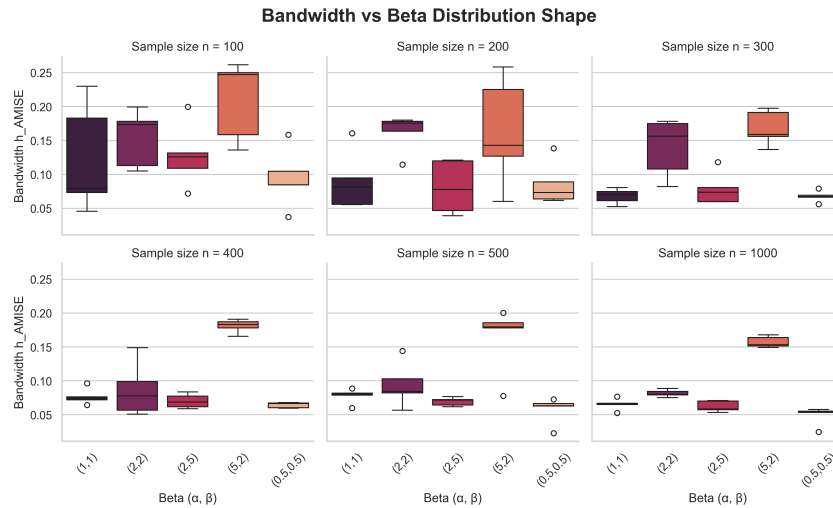 Bandwidth vs Beta Distribution Shape
Sample size n = 100
Sample size n = 200
Sample size n = 300
Bandwidth h_AMISE
0.25
0.20
0.15
0.10
0.05
Sample size n = 400
Sample size n = 500
Sample size n = 1000
Bandwidth h_AMISE
0.25
0.20
0.15
0.10
0.05
(1,1)
(2,2)
(2,5)
(5,2)
(0.5,0.5)
(1,1)
(2,2)
(2,5)
(5,2)
(0.5,0.5)
(1,1)
(2,2)
(2,5)
(5,2)
(0.5,0.5)
Beta (α, β)
Beta (α, β)
Beta (α, β)